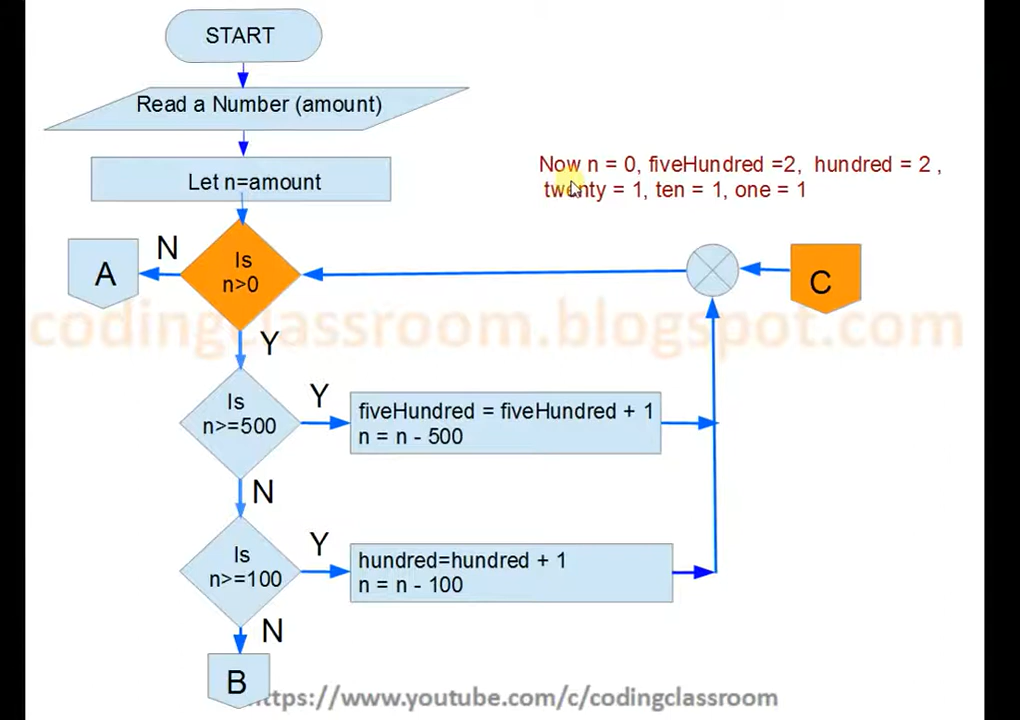 START
Read a Number (amount)
Let n=amount
Now n = 0, fiveHundred =2, hundred = 2 ,
twenty = 1, ten = 1, one = 1
A
N
Is
n>0
C
codingclassroom.blogspot.com
Y
Is
n>=500
Y
fiveHundred = fiveHundred + 1
n = n - 500
N
Is
n>=100
Y
hundred=hundred + 1
n = n - 100
N
B
https://www.youtube.com/c/codingclassroom